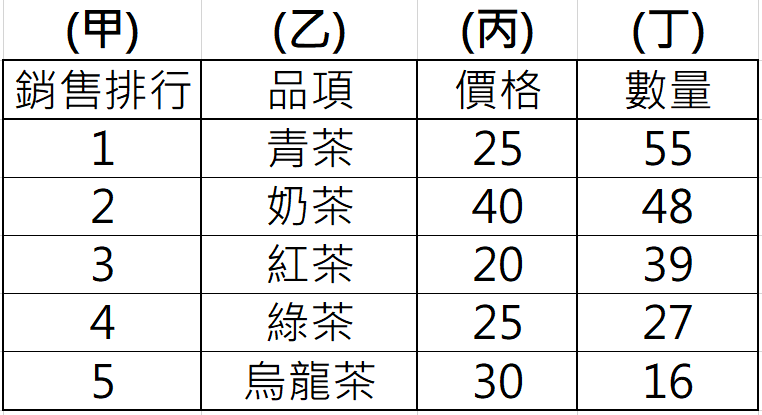 (甲) (乙) (丙) (丁)
銷售排行 品項 價格 數量
1 青茶 25 55
2 奶茶 40 48
3 紅茶 20 39
4 綠茶 25 27
5 烏龍茶 30 16